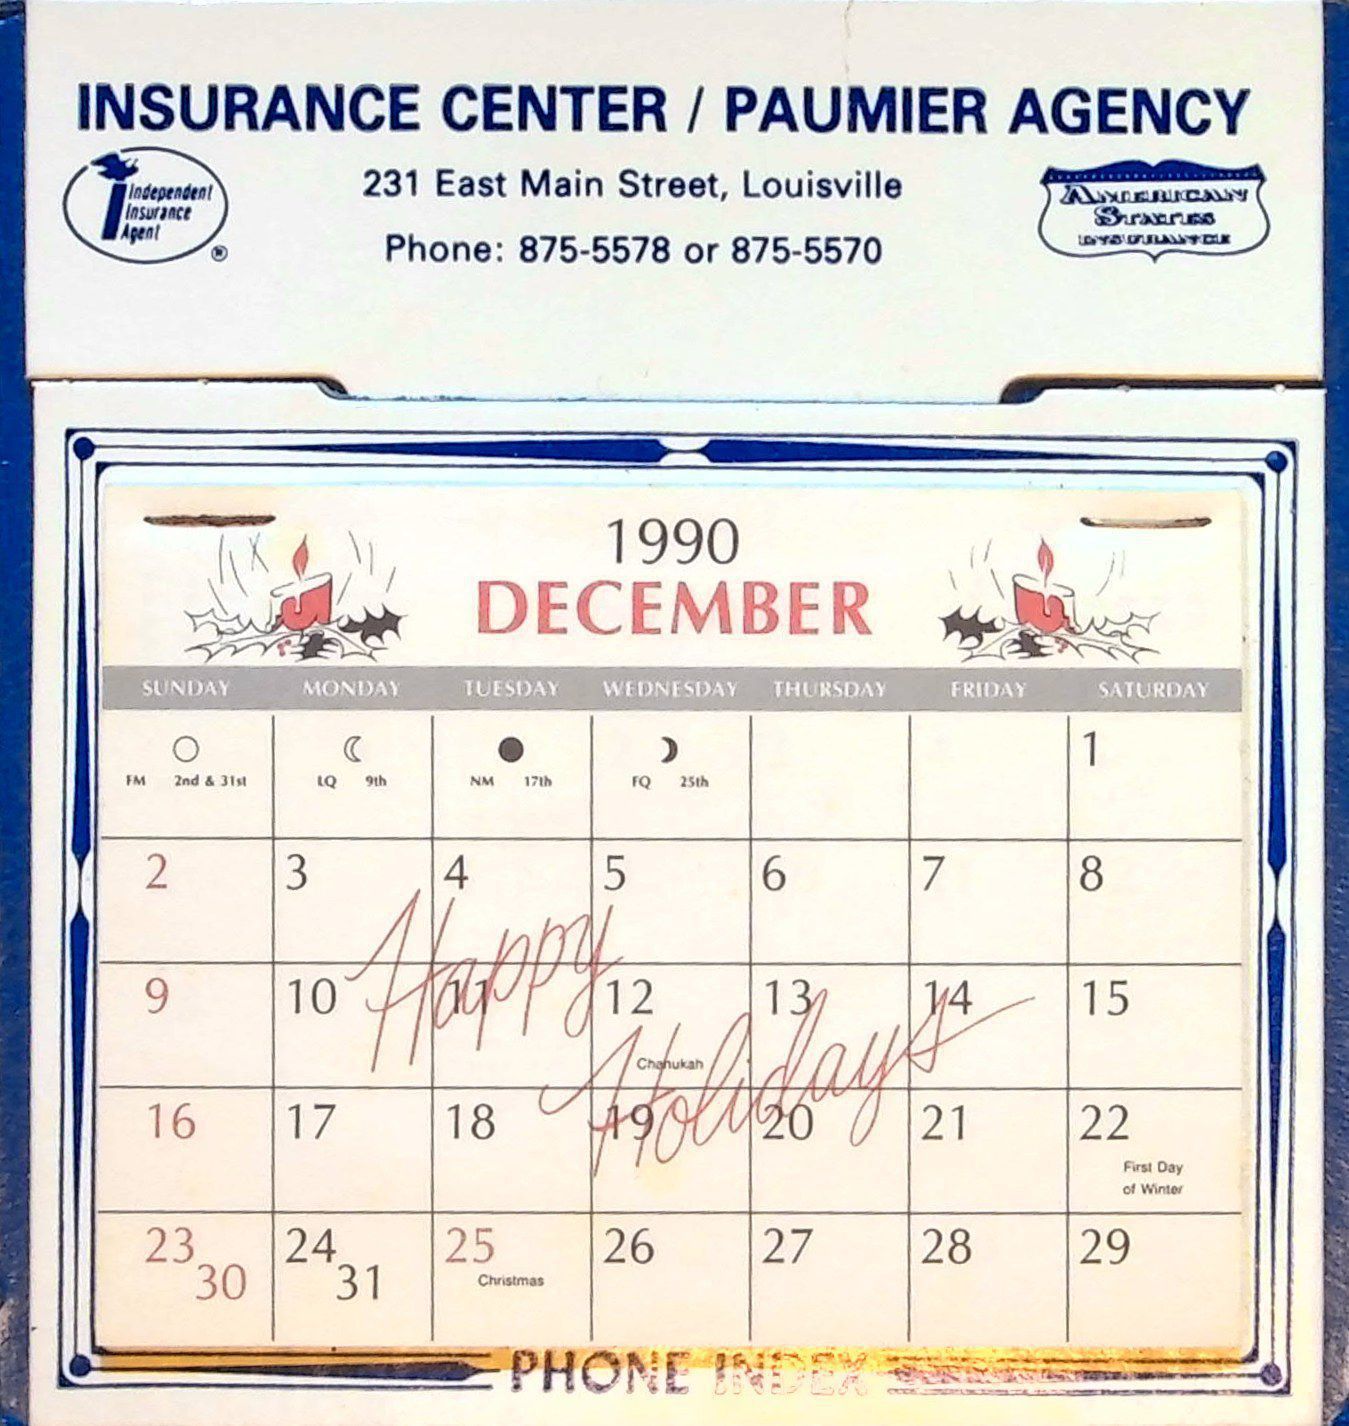 INSURANCE CENTER / PAUMIER AGENCY
Independent
Insurance
Agent
®
231 East Main Street, Louisville
Phone: 875-5578 or 875-5570
AMERICAN
STATES
INSURANCE
1990
DECEMBER
SUNDAY MONDAY TUESDAY WEDNESDAY THURSDAY FRIDAY SATURDAY
FM 2nd & 31st LQ 9th NM 17th FQ 25th 1
2 3 4 5 6 7 8
Happy
9 10 11 12 13 14 15
Chanukah
Holidays
16 17 18 19 20 21 22
First Day
of Winter
23 24 25 26 27 28 29
30 31 Christmas
PHONE INDEX